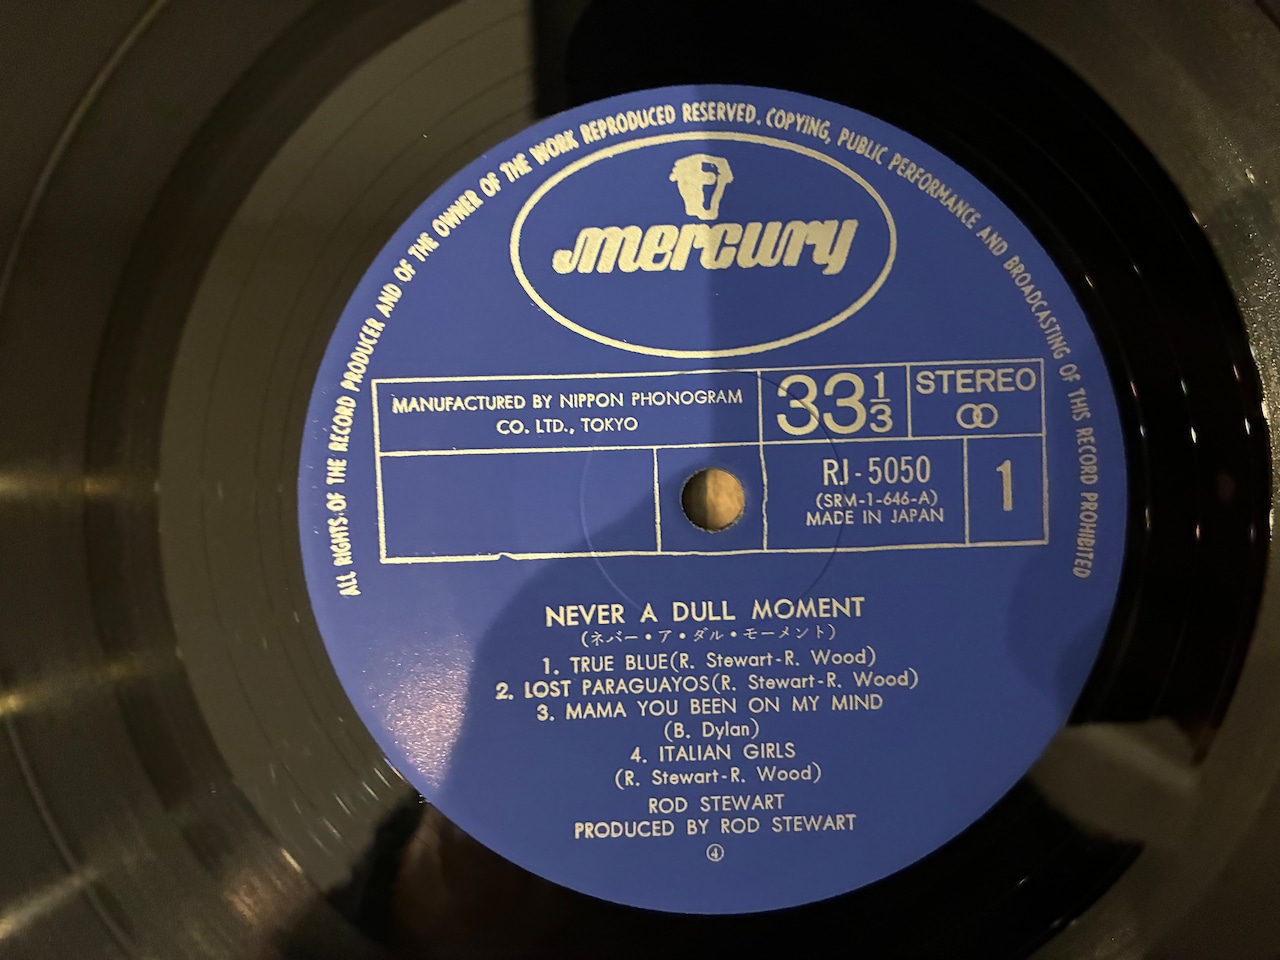 ALL RIGHTS OF THE RECORD PRODUCER AND OF THE OWNER OF THE WORK REPRODUCED RESERVED. COPYING, PUBLIC PERFORMANCE AND BROADCASTING OF THIS RECORD PROHIBITED
mercury
MANUFACTURED BY NIPPON PHONOGRAM
CO. LTD., TOKYO
33 1/3
STEREO
RJ-5050
(SRM-1-646-A)
MADE IN JAPAN
1
NEVER A DULL MOMENT
(ネバー・ア・ダル・モーメント)
1. TRUE BLUE(R. Stewart-R. Wood)
2. LOST PARAGUAYOS(R. Stewart-R. Wood)
3. MAMA YOU BEEN ON MY MIND
(B. Dylan)
4. ITALIAN GIRLS
(R. Stewart-R. Wood)
ROD STEWART
PRODUCED BY ROD STEWART
④